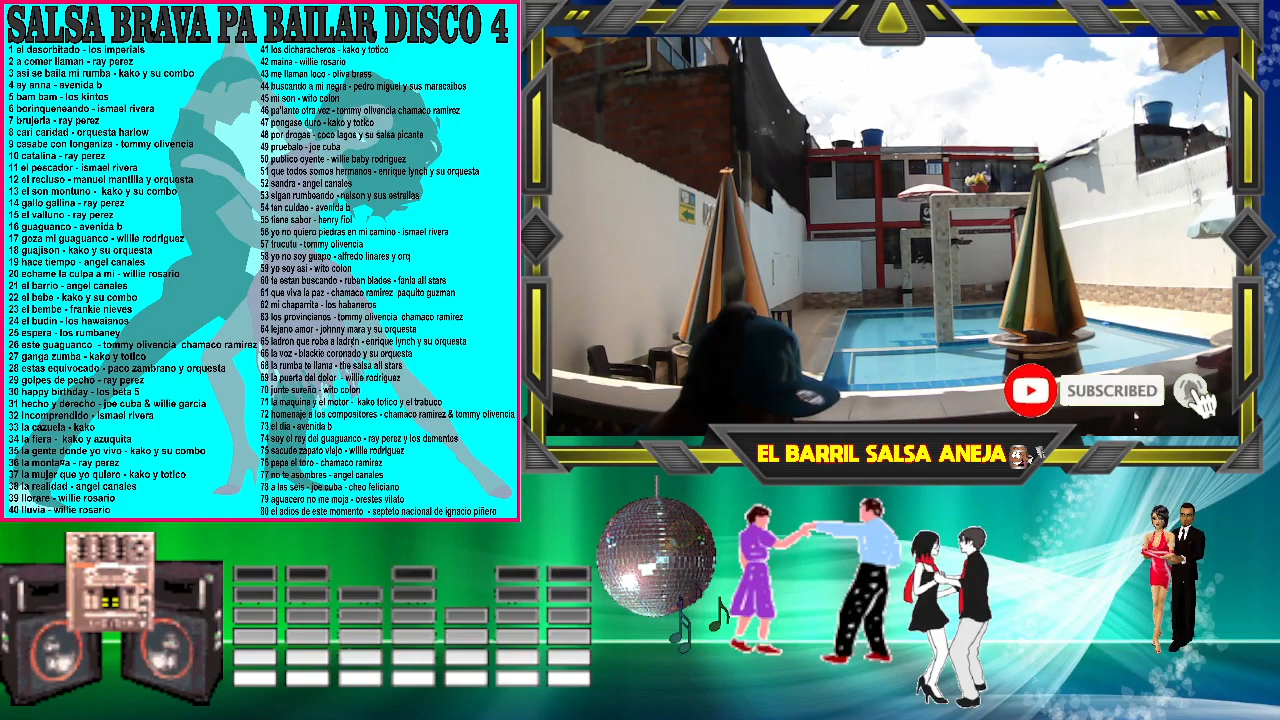 SALSA BRAVA PA BAILAR DISCO 4
1 el desorbitado - los imperials
2 a comer llaman - ray perez
3 asi se baila mi rumba - kako y su combo
4 ay anna - avenida b
5 bam bam - los kintos
6 borinqueneando - ismael rivera
7 brujeria - ray perez
8 cari caridad - orquesta harlow
9 casabe con longaniza - tommy olivencia
10 catalina - ray perez
11 el pescador - ismael rivera
12 el recluso - manuel mantilla y orquesta
13 el son montuno - kako y su combo
14 gallo gallina - ray perez
15 el valluno - ray perez
16 guaguanco - avenida b
17 goza mi guaguanco - willie rodriguez
18 guajison - kako y su orquesta
19 hace tiempo - angel canales
20 echame la culpa a mi - willie rosario
21 el barrio - angel canales
22 el bebe - kako y su combo
23 el bembe - frankie nieves
24 el budin - los hawaianos
25 espera - los rumbaney
26 este guaguanco - tommy olivencia chamaco ramirez
27 ganga zumba - kako y totico
28 estas equivocado - paco zambrano y orquesta
29 golpes de pecho - ray perez
30 happy birthday - los beta 5
31 hecho y derecho - joe cuba & willie garcia
32 incomprendido - ismael rivera
33 la cazuela - kako
34 la fiera - kako y azuquita
35 la gente donde yo vivo - kako y su combo
36 la montaña - ray perez
37 la mujer que yo quiero - kako y totico
38 la realidad - angel canales
39 llorare - willie rosario
40 lluvia - willie rosario
41 los dicharacheros - kako y totico
42 maina - willie rosario
43 me llaman loco - oliva brass
44 buscando a mi negra - pedro miguel y sus maracaibos
45 mi son - wito colon
46 pa'lante otra vez - tommy olivencia chamaco ramirez
47 pongase duro - kako y totico
48 por drogas - coco lagos y su salsa picante
49 pruebalo - joe cuba
50 publico oyente - willie baby rodriguez
51 que todos somos hermanos - enrique lynch y su orquesta
52 sandra - angel canales
53 sigan rumbeando - nelson y sus estrellas
54 ten cuidao - avenida b
55 tiene sabor - henry fiol
56 yo no quiero piedras en mi camino - ismael rivera
57 trucutu - tommy olivencia
58 yo no soy guapo - alfredo linares y orq
59 yo soy asi - wito colon
60 la estan buscando - ruben blades - fania all stars
61 que viva la paz - chamaco ramirez paquito guzman
62 mi chaparrita - los habaneros
63 los provincianos - tommy olivencia chamaco ramirez
64 lejano amor - johnny mara y su orquesta
65 ladron que roba a ladrón - enrique lynch y su orquesta
66 la voz - blackie coronado y su orquesta
68 la rumba te llama - the salsa all stars
69 la puerta del dolor - willie rodriguez
70 junte sureño - wito colon
71 la maquina y el motor - kako totico y el trabuco
72 homenaje a los compositores - chamaco ramirez & tommy olivencia
73 el dia - avenida b
74 soy el rey del guaguanco - ray perez y los dementes
75 sacude zapato viejo - willie rodriguez
76 pepe el toro - chamaco ramirez
77 no te asombres - angel canales
78 a las seis - joe cuba - cheo feliciano
79 aguacero no me moja - orestes vilato
80 el adios de este momento - septeto nacional de ignacio piñero
SUBSCRIBED
EL BARRIL SALSA ANEJA